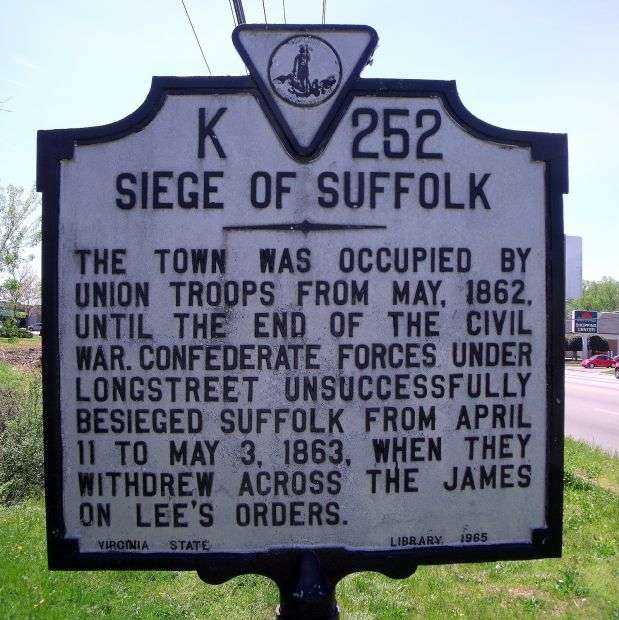 K 252
SIEGE OF SUFFOLK
THE TOWN WAS OCCUPIED BY
UNION TROOPS FROM MAY, 1862,
UNTIL THE END OF THE CIVIL
WAR. CONFEDERATE FORCES UNDER
LONGSTREET UNSUCCESSFULLY
BESIEGED SUFFOLK FROM APRIL
11 TO MAY 3, 1863, WHEN THEY
WITHDREW ACROSS THE JAMES
ON LEE'S ORDERS.
VIRGINIA STATE LIBRARY, 1965
SHOPPING
CENTER